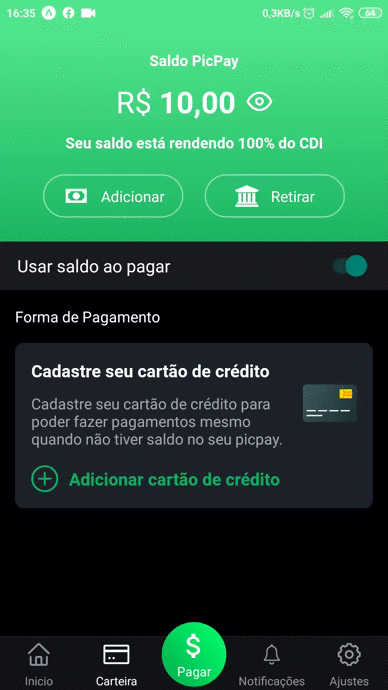 16:35 0,3KB/s 64
Saldo PicPay
R$ 10,00
Seu saldo está rendendo 100% do CDI
Adicionar Retirar
Usar saldo ao pagar
Forma de Pagamento
Cadastre seu cartão de crédito
Cadastre seu cartão de crédito para
poder fazer pagamentos mesmo
quando não tiver saldo no seu picpay.
Adicionar cartão de crédito
Inicio Carteira Pagar Notificações Ajustes